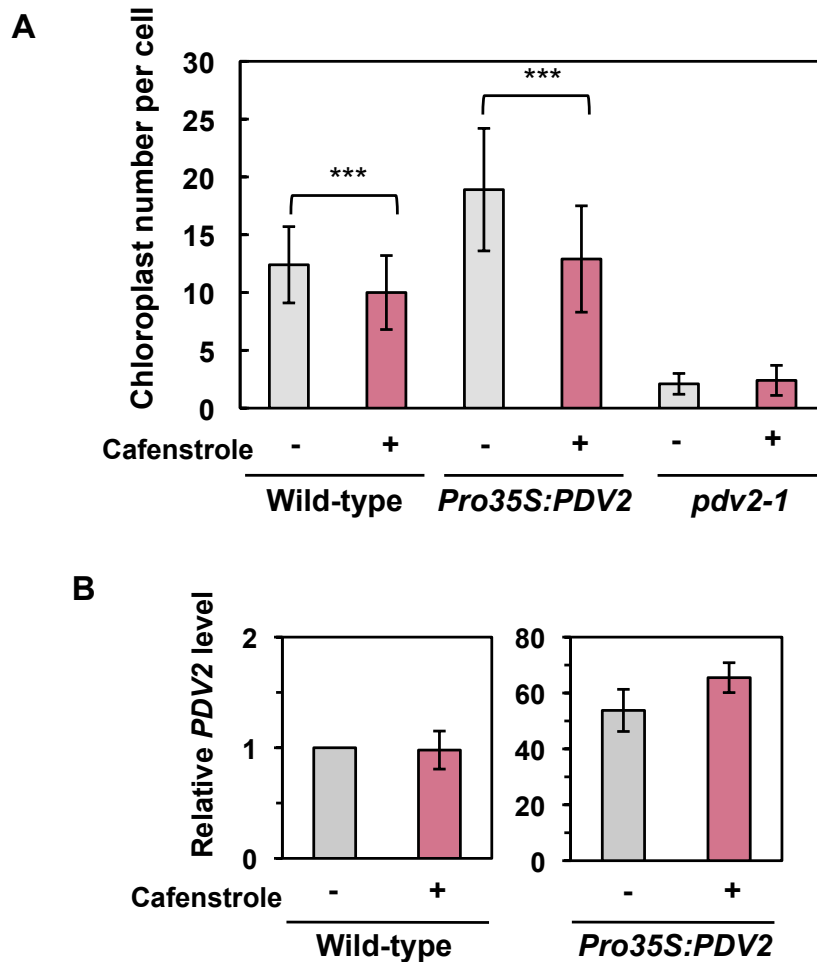 A
Chloroplast number per cell
30
25
20
15
10
5
0
***
***
Cafenstrole - + - + - +
Wild-type Pro35S:PDV2 pdv2-1
B
Relative PDV2 level
2
1
0
80
60
40
20
0
Cafenstrole - + - +
Wild-type Pro35S:PDV2